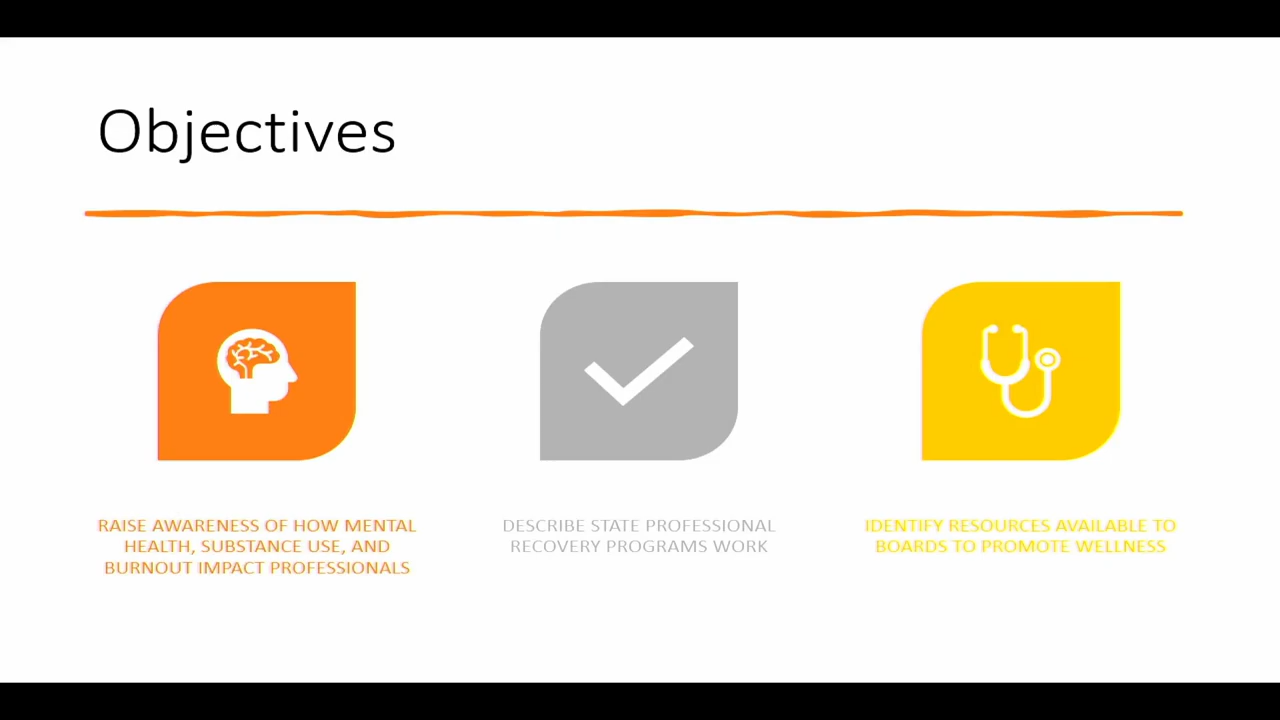 Objectives
RAISE AWARENESS OF HOW MENTAL
HEALTH, SUBSTANCE USE, AND
BURNOUT IMPACT PROFESSIONALS
DESCRIBE STATE PROFESSIONAL
RECOVERY PROGRAMS WORK
IDENTIFY RESOURCES AVAILABLE TO
BOARDS TO PROMOTE WELLNESS